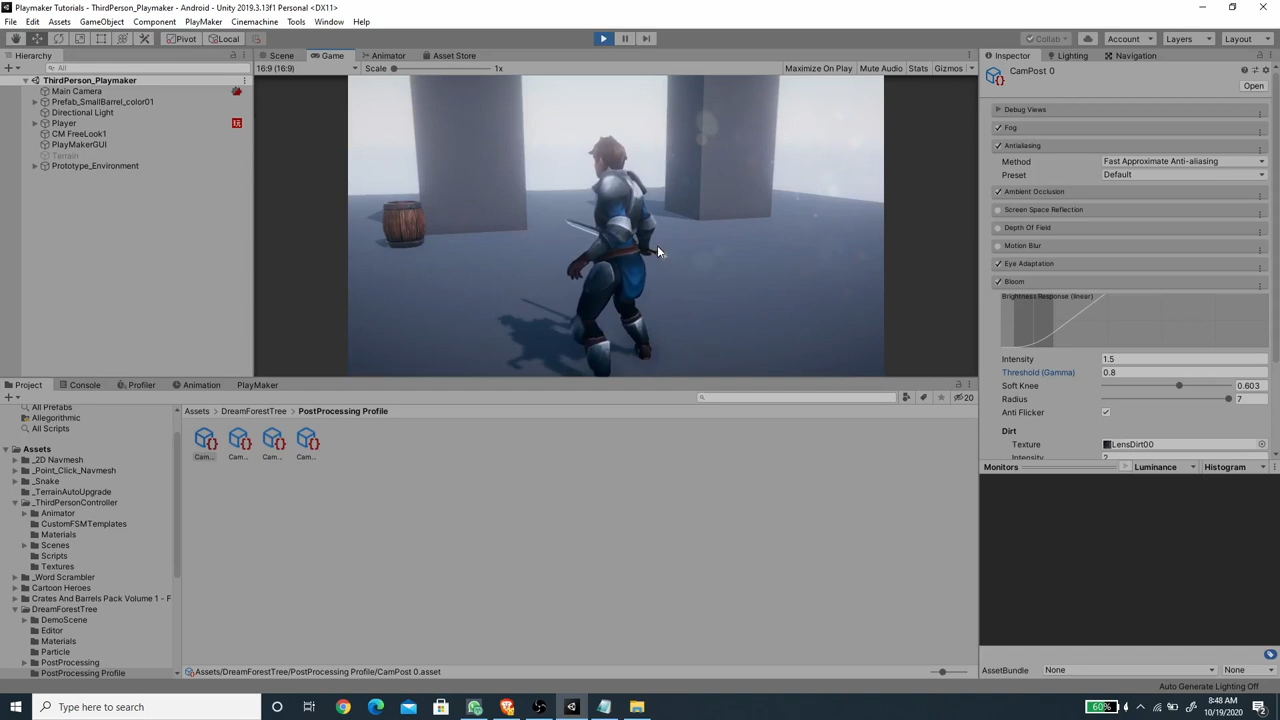 Playmaker Tutorials - ThirdPerson_Playmaker - Android - Unity 2019.3.13f1 Personal <DX11>
File Edit Assets GameObject Component PlayMaker Cinemachine Tools Window Help
Pivot Local Collab Account Layers Layout
Hierarchy
All
ThirdPerson_Playmaker
Main Camera
Prefab_SmallBarrel_color01
Directional Light
Player
CM FreeLook1
PlayMakerGUI
Terrain
Prototype_Environment
Scene Game Animator Asset Store
16:9 (16:9) Scale 1x Maximize On Play Mute Audio Stats Gizmos
Inspector Lighting Navigation
CamPost 0
Open
Debug Views
Fog
Antialiasing
Method Fast Approximate Anti-aliasing
Preset Default
Ambient Occlusion
Screen Space Reflection
Depth Of Field
Motion Blur
Eye Adaptation
Bloom
Brightness Response (linear)
Intensity 1.5
Threshold (Gamma) 0.8
Soft Knee 0.603
Radius 7
Anti Flicker
Dirt
Texture LensDirt00
Intensity 2
Monitors Luminance Histogram
AssetBundle None None
Auto Generate Lighting Off
Project Console Profiler Animation PlayMaker
20
All Prefabs
Allegorithmic
All Scripts
Assets
_2D Navmesh
_Point_Click_Navmesh
_Snake
_TerrainAutoUpgrade
_ThirdPersonController
Animator
CustomFSMTemplates
Materials
Scenes
Scripts
Textures
_Word Scrambler
Cartoon Heroes
Crates And Barrels Pack Volume 1 - F
DreamForestTree
DemoScene
Editor
Materials
Particle
PostProcessing
PostProcessing Profile
Assets DreamForestTree PostProcessing Profile
Cam... Cam... Cam... Cam...
Assets/DreamForestTree/PostProcessing Profile/CamPost 0.asset
Type here to search
60%
8:48 AM
10/19/2020